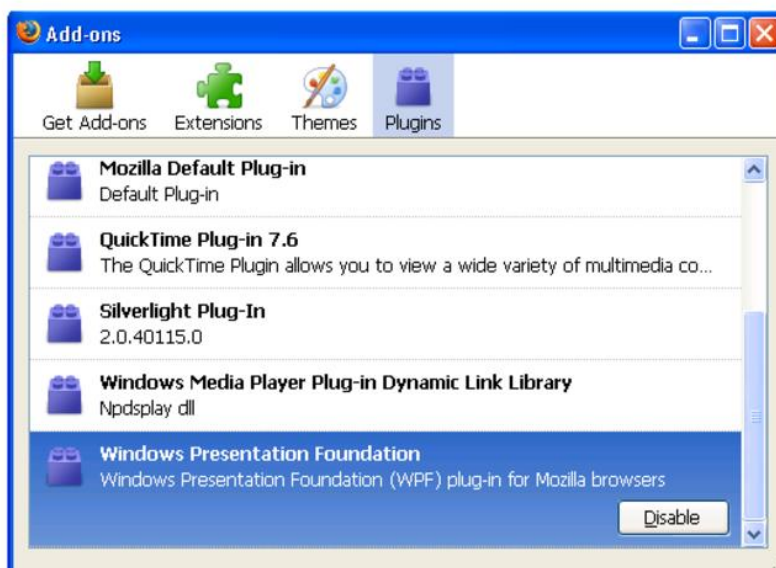 Add-ons
Get Add-ons Extensions Themes Plugins
Mozilla Default Plug-in
Default Plug-in
QuickTime Plug-in 7.6
The QuickTime Plugin allows you to view a wide variety of multimedia co...
Silverlight Plug-In
2.0.40115.0
Windows Media Player Plug-in Dynamic Link Library
Npdsplay dll
Windows Presentation Foundation
Windows Presentation Foundation (WPF) plug-in for Mozilla browsers
Disable